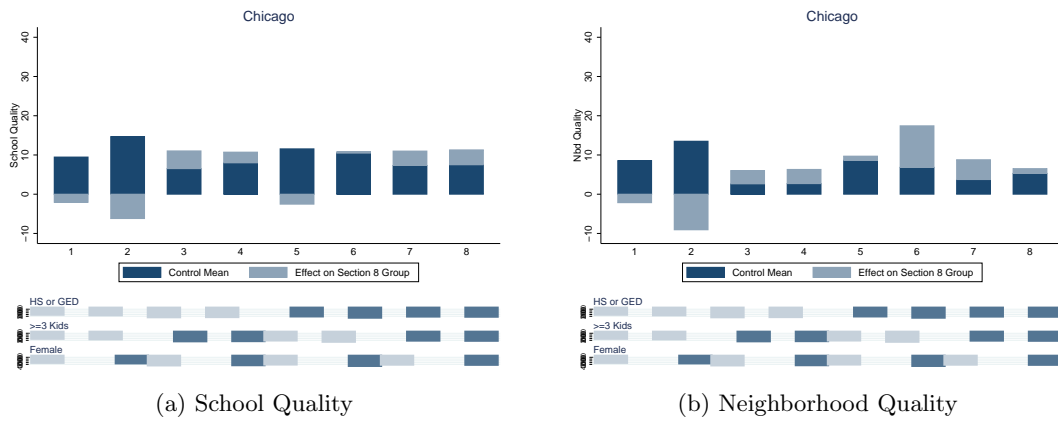 Chicago
School Quality
40
30
20
10
0
−10
1 2 3 4 5 6 7 8
Control Mean Effect on Section 8 Group
HS or GED
>=3 Kids
Female
(a) School Quality
Chicago
Nbd Quality
40
30
20
10
0
−10
1 2 3 4 5 6 7 8
Control Mean Effect on Section 8 Group
HS or GED
>=3 Kids
Female
(b) Neighborhood Quality